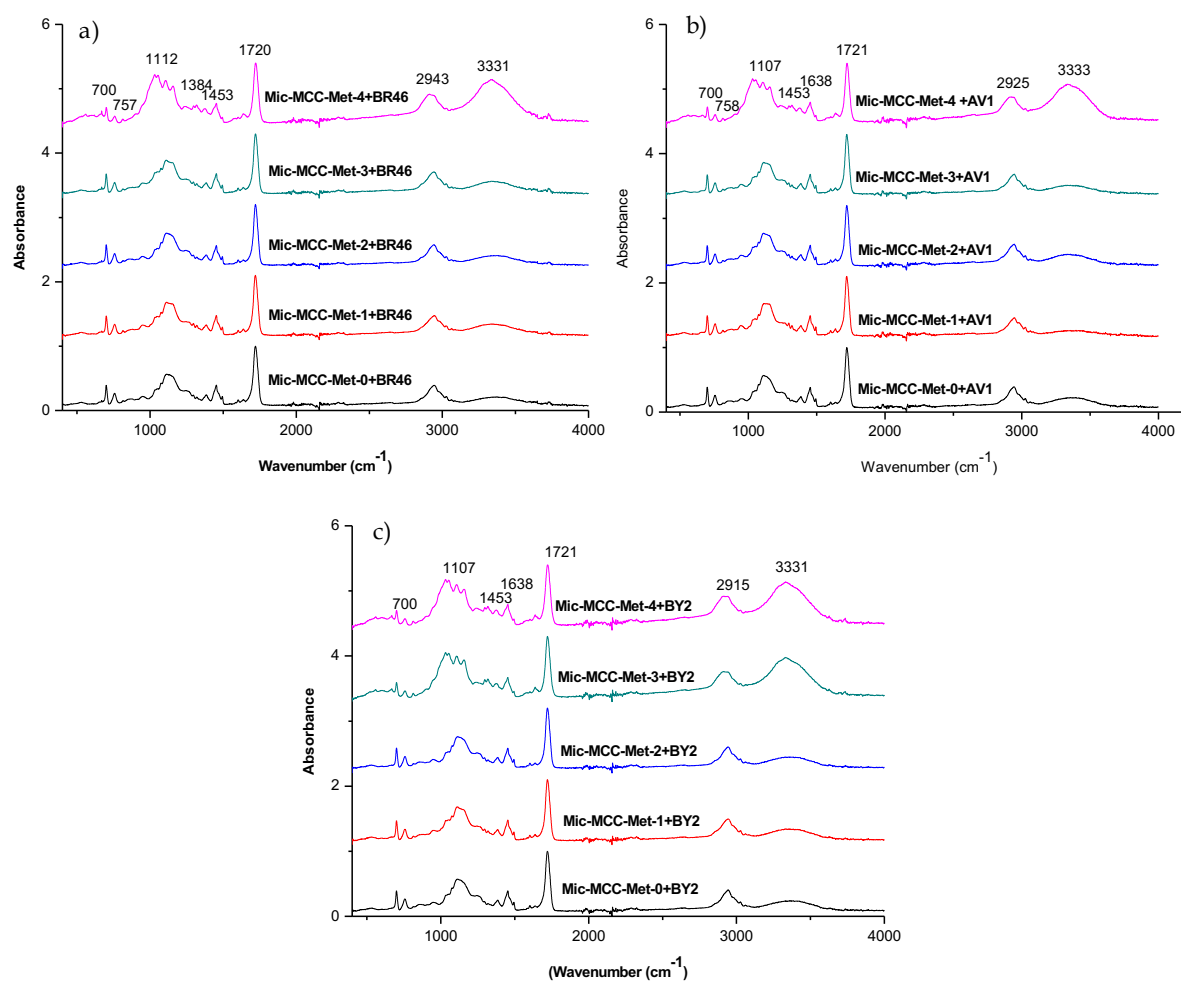 a)
6
4
2
0
Absorbance
700
757
1112
1384
1453
1720
2943
3331
Mic-MCC-Met-4+BR46
Mic-MCC-Met-3+BR46
Mic-MCC-Met-2+BR46
Mic-MCC-Met-1+BR46
Mic-MCC-Met-0+BR46
1000 2000 3000 4000
Wavenumber (cm-1)
b)
6
4
2
0
Absorbance
700
758
1107
1453
1638
1721
2925
3333
Mic-MCC-Met-4 +AV1
Mic-MCC-Met-3+AV1
Mic-MCC-Met-2+AV1
Mic-MCC-Met-1+AV1
Mic-MCC-Met-0+AV1
1000 2000 3000 4000
Wavenumber (cm-1)
c)
6
4
2
0
Absorbance
700
1107
1453
1638
1721
2915
3331
Mic-MCC-Met-4+BY2
Mic-MCC-Met-3+BY2
Mic-MCC-Met-2+BY2
Mic-MCC-Met-1+BY2
Mic-MCC-Met-0+BY2
1000 2000 3000 4000
(Wavenumber (cm-1)